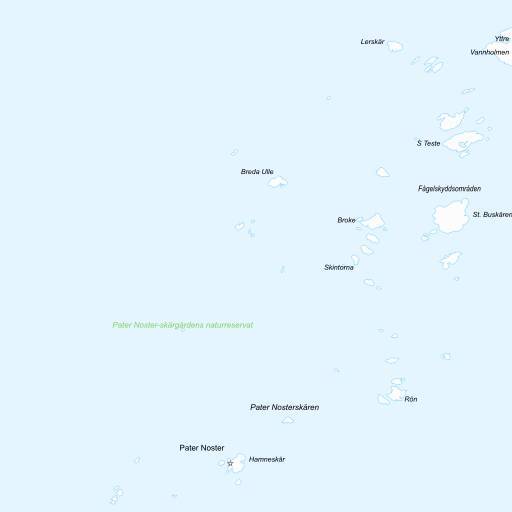 Yttre
Lerskär
Vannholmen
S Teste
Breda Ulle
Fågelskyddsområden
Broke
St. Buskären
Skintorna
Pater Noster-skärgårdens naturreservat
Rön
Pater Nosterskären
Pater Noster
Hamneskär